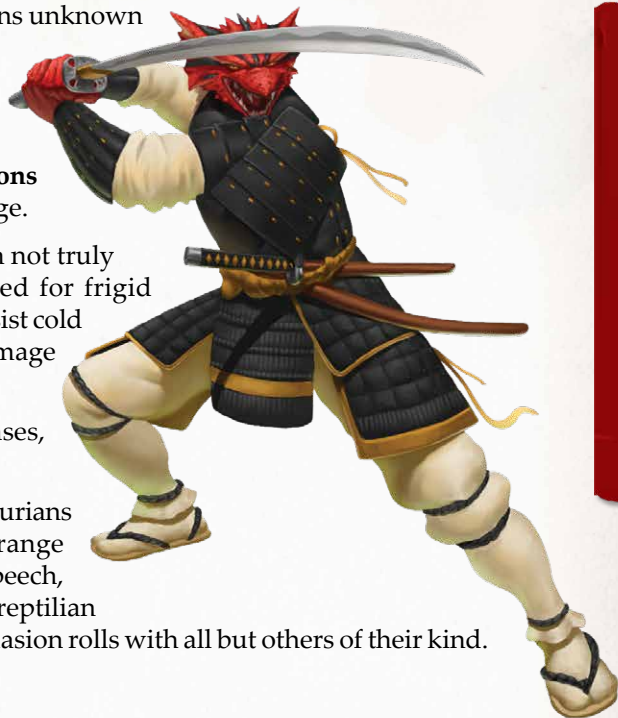 ns unknown
ons
ge.
n not truly
ed for frigid
ist cold
mage
ses,
urians
range
peech,
reptilian
asion rolls with all but others of their kind.